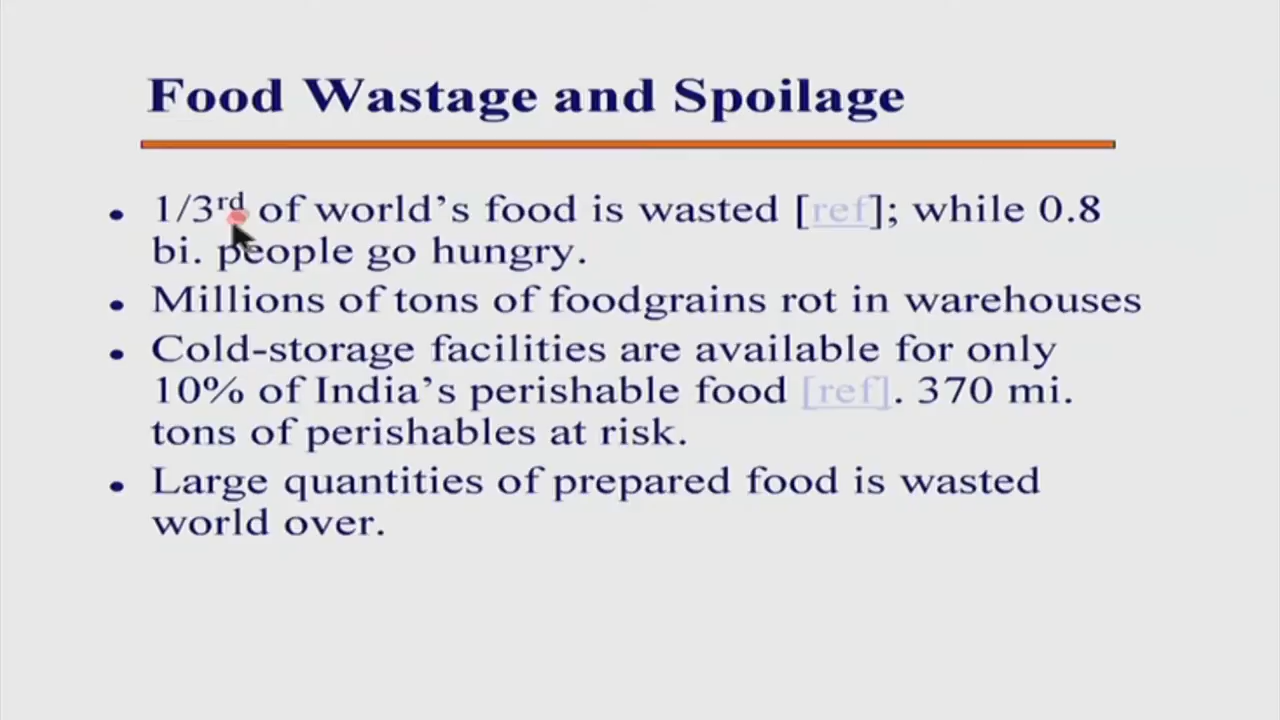 Food Wastage and Spoilage
• 1/3rd of world's food is wasted [ref]; while 0.8
bi. people go hungry.
• Millions of tons of foodgrains rot in warehouses
• Cold-storage facilities are available for only
10% of India's perishable food [ref]. 370 mi.
tons of perishables at risk.
• Large quantities of prepared food is wasted
world over.